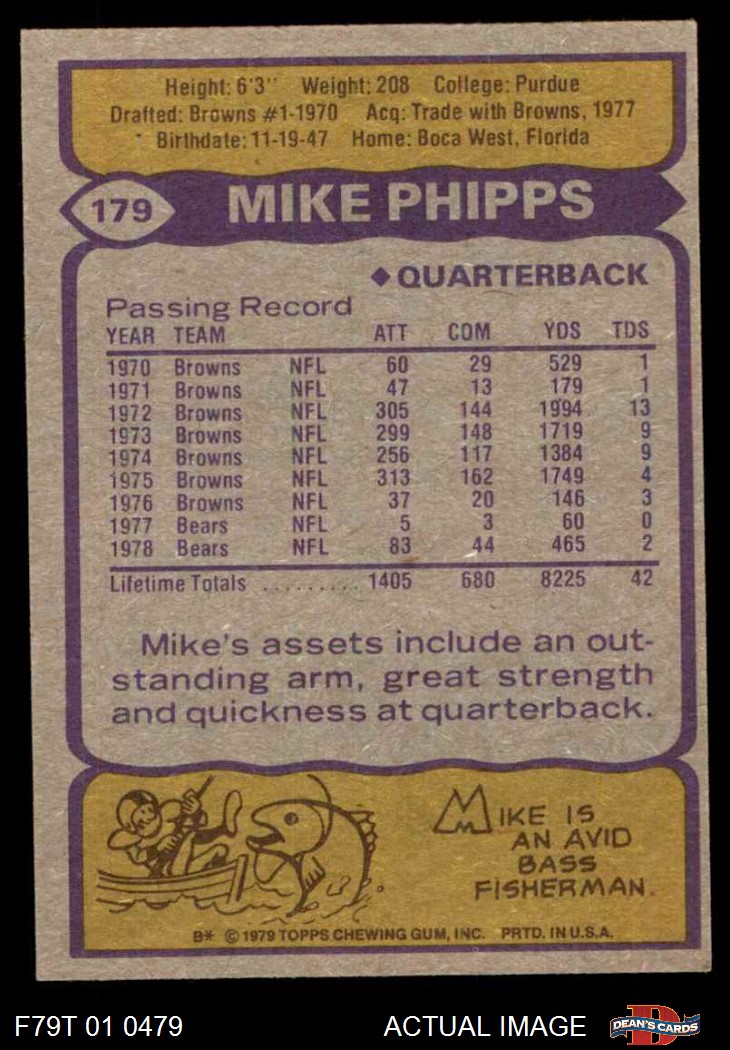 Height: 6'3" Weight: 208 College: Purdue
Drafted: Browns #1-1970 Acq: Trade with Browns, 1977
Birthdate: 11-19-47 Home: Boca West, Florida
179 MIKE PHIPPS
◆ QUARTERBACK
Passing Record
YEAR TEAM ATT COM YDS TDS
1970 Browns NFL 60 29 529 1
1971 Browns NFL 47 13 179 1
1972 Browns NFL 305 144 1994 13
1973 Browns NFL 299 148 1719 9
1974 Browns NFL 256 117 1384 9
1975 Browns NFL 313 162 1749 4
1976 Browns NFL 37 20 146 3
1977 Bears NFL 5 3 60 0
1978 Bears NFL 83 44 465 2
Lifetime Totals .......... 1405 680 8225 42
Mike's assets include an out-
standing arm, great strength
and quickness at quarterback.
MIKE IS
AN AVID
BASS
FISHERMAN.
B* © 1979 TOPPS CHEWING GUM, INC. PRTD. IN U.S.A.
F79T 01 0479 ACTUAL IMAGE D DEAN'S CARDS